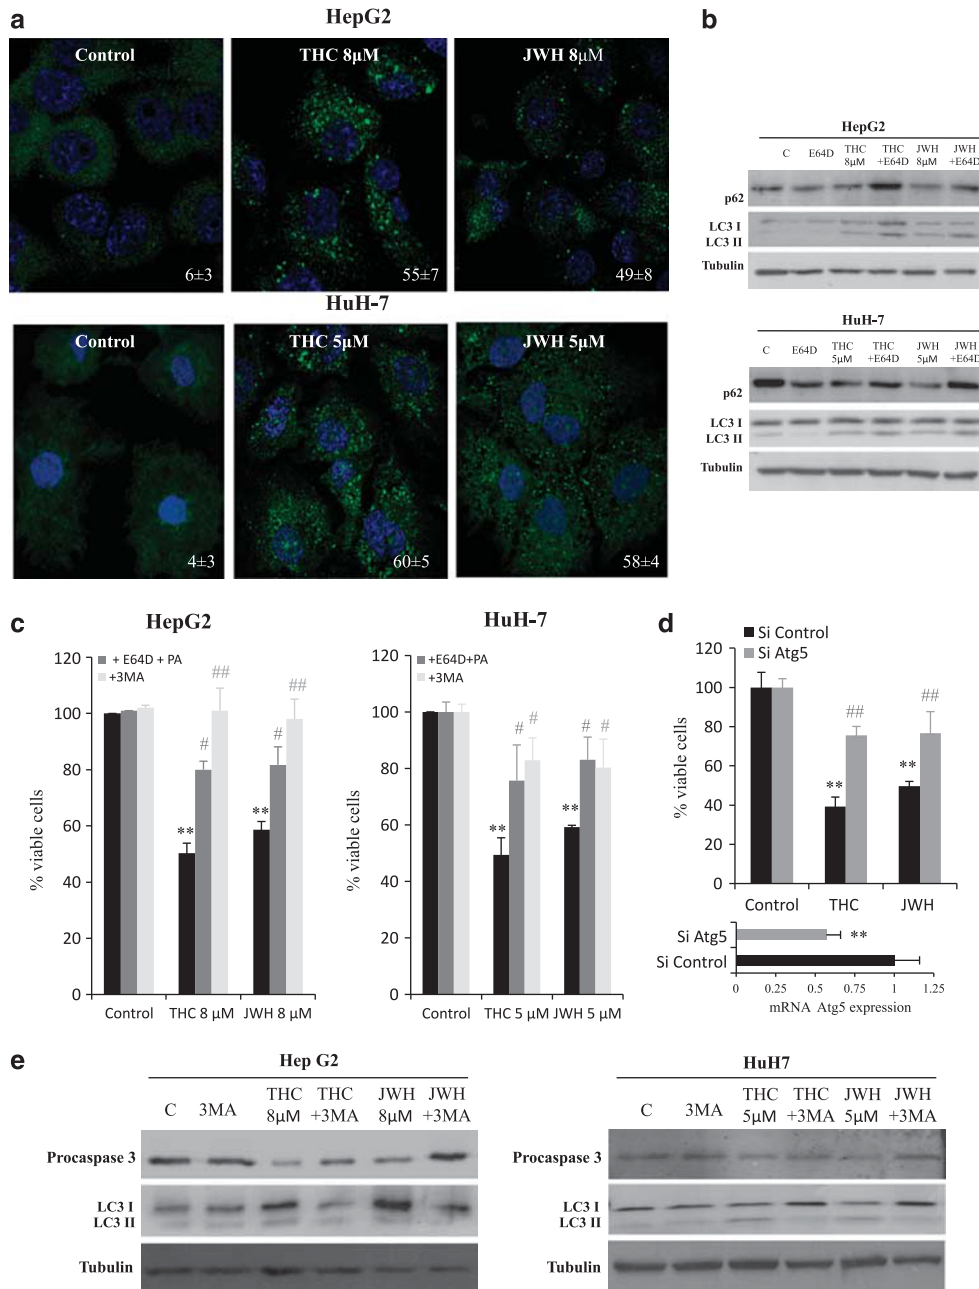 a
HepG2
Control
THC 8µM
JWH 8µM
6±3
55±7
49±8
HuH-7
Control
THC 5µM
JWH 5µM
4±3
60±5
58±4
b
HepG2
C E64D THC 8µM THC +E64D JWH 8µM JWH +E64D
p62
LC3 I
LC3 II
Tubulin
HuH-7
C E64D THC 5µM THC +E64D JWH 5µM JWH +E64D
p62
LC3 I
LC3 II
Tubulin
c
HepG2
% viable cells
120
100
80
60
40
20
0
+ E64D + PA
+3MA
** # ##
** # ##
Control THC 8 µM JWH 8 µM
HuH-7
% viable cells
120
100
80
60
40
20
0
+E64D+PA
+3MA
** # #
** # #
Control THC 5 µM JWH 5 µM
d
Si Control
Si Atg5
% viable cells
120
100
80
60
40
20
0
** ##
** ##
Control THC JWH
Si Atg5 **
Si Control
0 0.25 0.5 0.75 1 1.25
mRNA Atg5 expression
e
Hep G2
C 3MA THC 8µM THC +3MA JWH 8µM JWH +3MA
Procaspase 3
LC3 I
LC3 II
Tubulin
HuH7
C 3MA THC 5µM THC +3MA JWH 5µM JWH +3MA
Procaspase 3
LC3 I
LC3 II
Tubulin